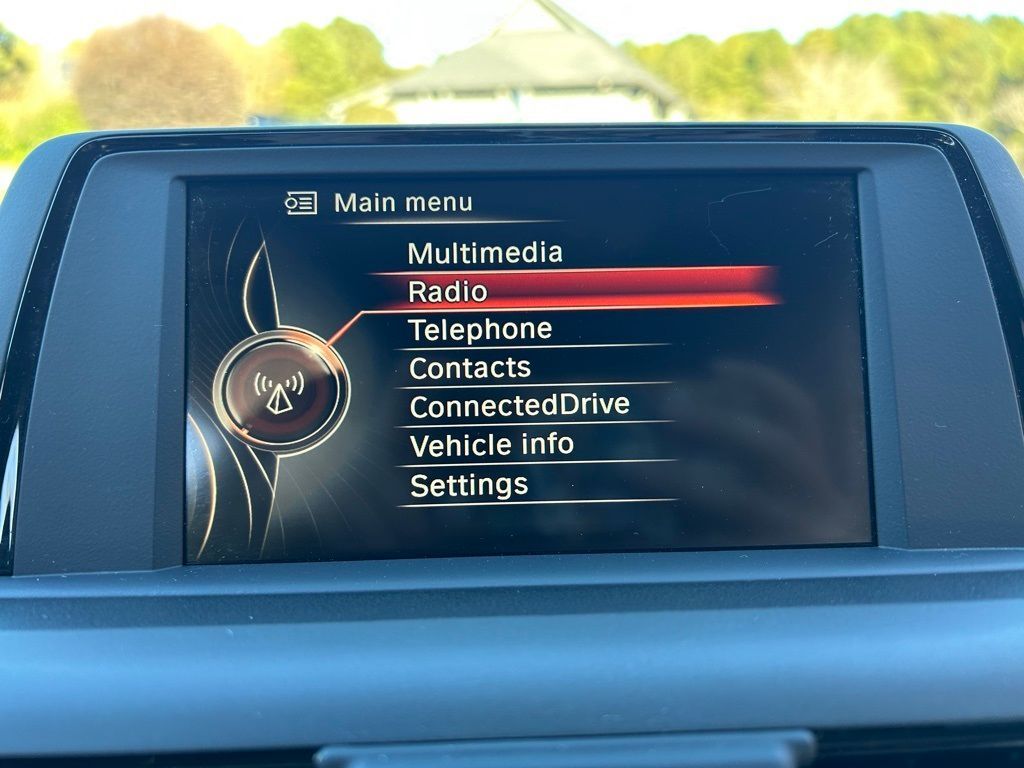 Main menu
Multimedia
Radio
Telephone
Contacts
ConnectedDrive
Vehicle info
Settings